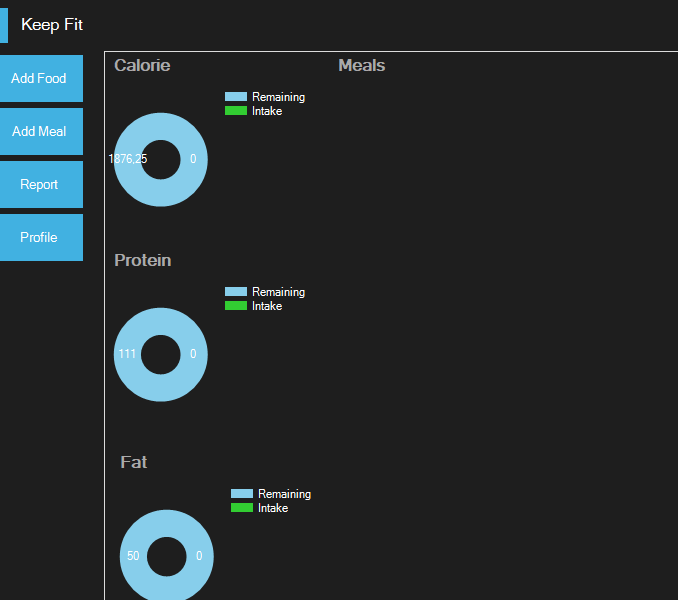 Keep Fit
Add Food
Add Meal
Report
Profile
Calorie
Remaining
Intake
1876,25
0
Protein
Remaining
Intake
111
0
Fat
Remaining
Intake
50
0
Meals